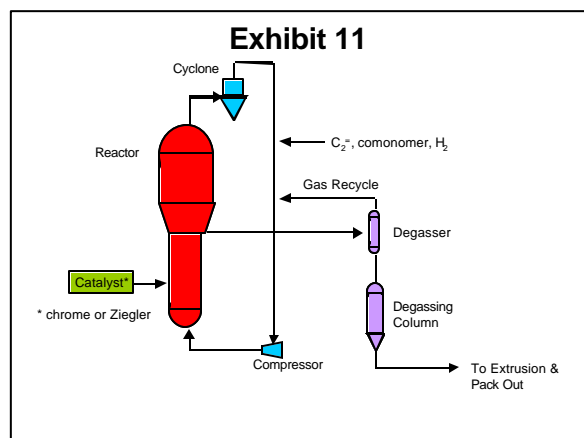 Exhibit 11
Cyclone
C₂⁼, comonomer, H₂
Reactor
Gas Recycle
Degasser
Catalyst*
* chrome or Ziegler
Degassing
Column
Compressor
To Extrusion &
Pack Out